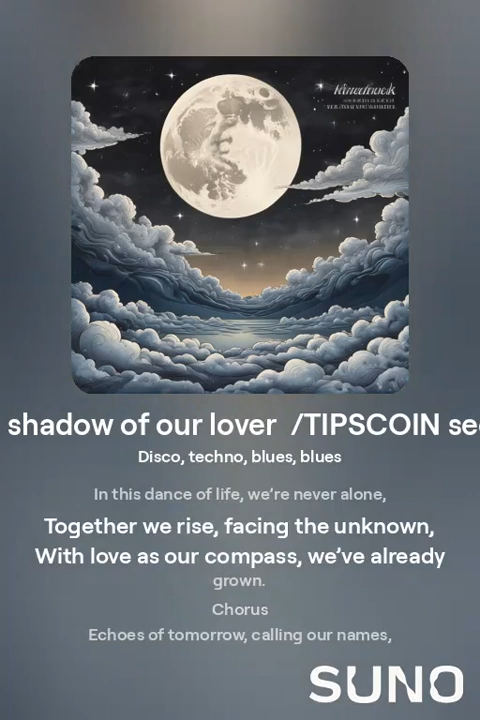 shadow of our lover /TIPSCOIN se
Disco, techno, blues, blues
In this dance of life, we're never alone,
Together we rise, facing the unknown,
With love as our compass, we've already
grown.
Chorus
Echoes of tomorrow, calling our names,
SUNO